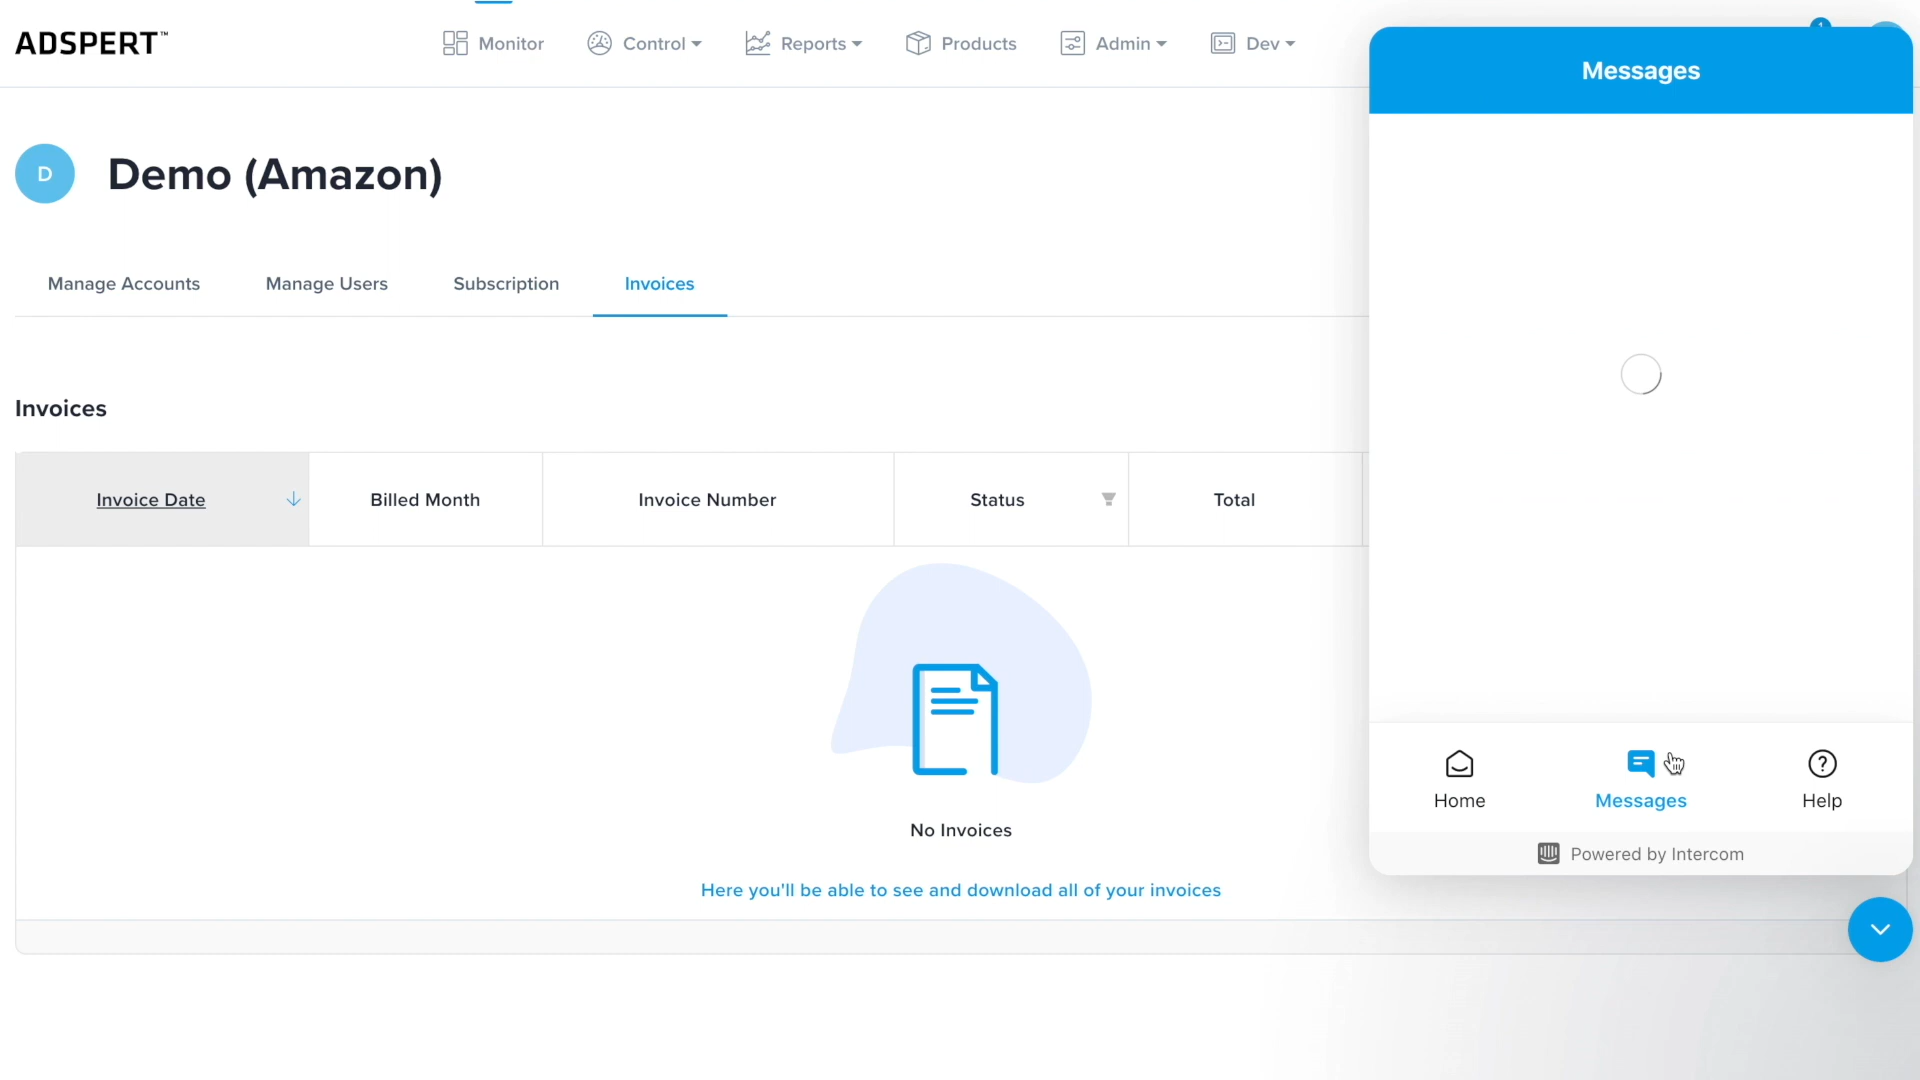 ADSPERT™
Monitor
Control
Reports
Products
Admin
Dev
1
Messages
D
Demo (Amazon)
Manage Accounts
Manage Users
Subscription
Invoices
Invoices
Invoice Date
Billed Month
Invoice Number
Status
Total
No Invoices
Here you'll be able to see and download all of your invoices
Home
Messages
Help
Powered by Intercom